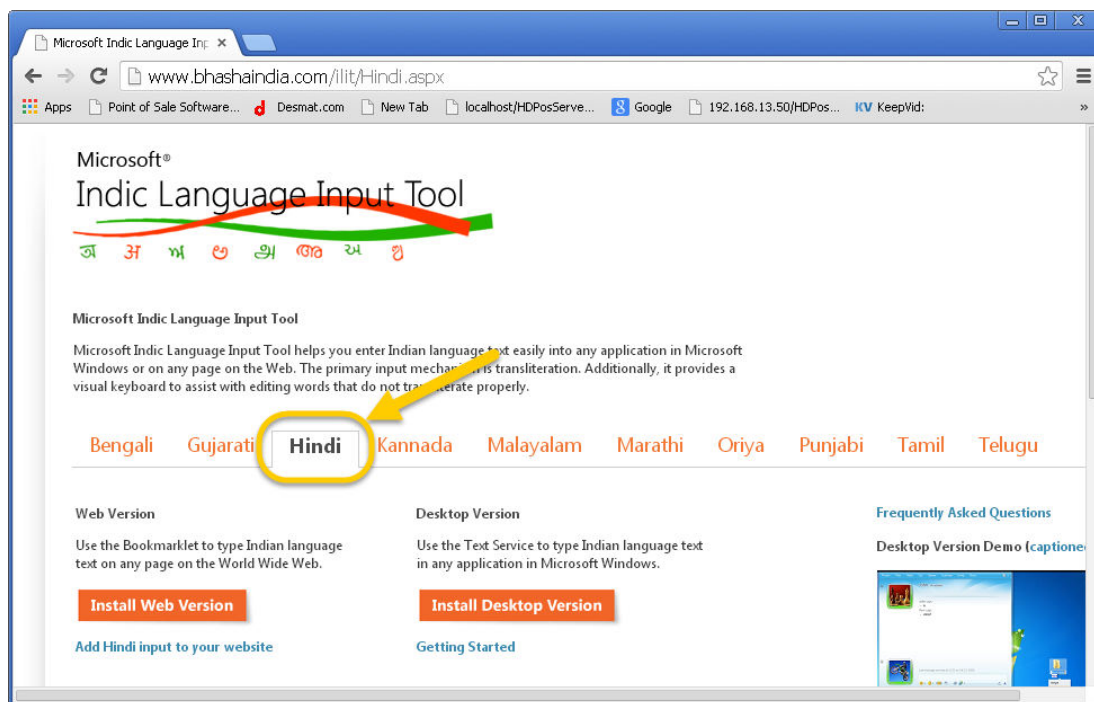 Microsoft Indic Language Inp
www.bhashaindia.com/ilit/Hindi.aspx
Apps Point of Sale Software... Desmat.com New Tab localhost/HDPosServe... Google 192.168.13.50/HDPos... KV KeepVid: »
Microsoft®
Indic Language Input Tool
অ अ ਅ అ அ അ અ ଅ
Microsoft Indic Language Input Tool
Microsoft Indic Language Input Tool helps you enter Indian language text easily into any application in Microsoft
Windows or on any page on the Web. The primary input mechanism is transliteration. Additionally, it provides a
visual keyboard to assist with editing words that do not transliterate properly.
Bengali Gujarati Hindi Kannada Malayalam Marathi Oriya Punjabi Tamil Telugu
Web Version
Use the Bookmarklet to type Indian language
text on any page on the World Wide Web.
Install Web Version
Add Hindi input to your website
Desktop Version
Use the Text Service to type Indian language text
in any application in Microsoft Windows.
Install Desktop Version
Getting Started
Frequently Asked Questions
Desktop Version Demo (captione